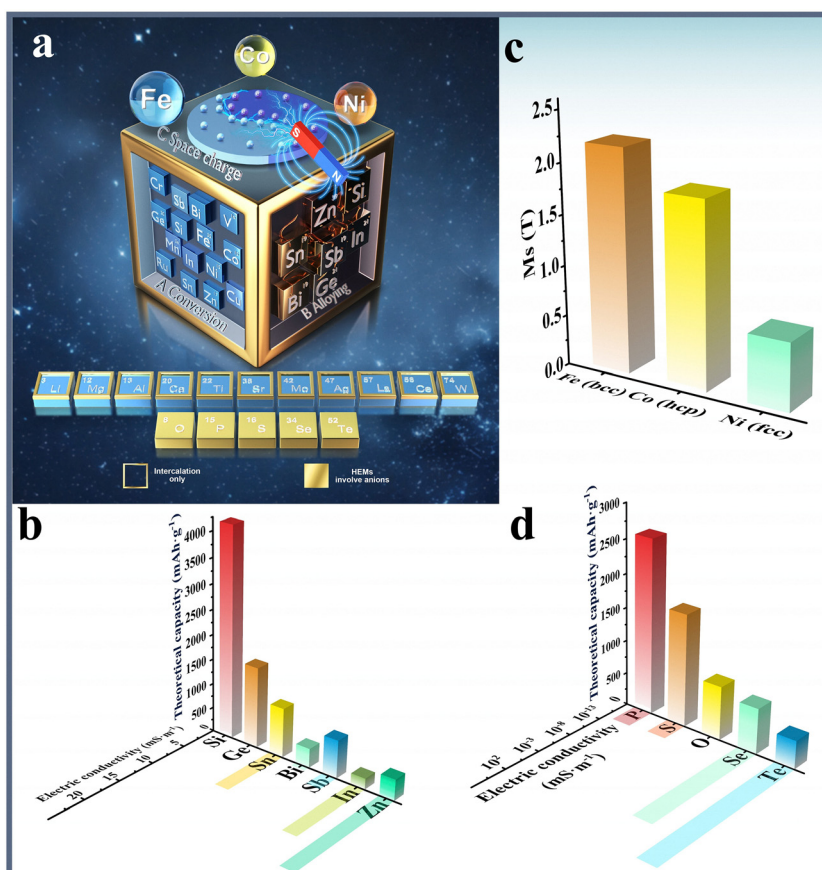 a
Co
Fe
Ni
C Space charge
S
N
Cr
Sb
Bi
V
Ge
Si
Fe
Cd
Mn
In
Ni
Ru
Sn
Zn
Cu
A Conversion
Si
Zn
In
Sn
Sb
Bi
Ge
B Alloying
3 Li
12 Mg
13 Al
20 Ca
22 Ti
38 Sr
42 Mo
47 Ag
57 La
Ce
74 W
8 O
15 P
16 S
34 Se
52 Te
Intercalation only
HEMs involve anions
c
Ms (T)
2.5
2.0
1.5
1.0
0.5
0.0
Fe (bcc)
Co (hcp)
Ni (fcc)
b
Theoretical capacity (mAh·g⁻¹)
4000
3500
3000
2500
2000
1500
1000
500
0
Electric conductivity (mS·m⁻¹)
20
15
10
5
Si
Ge
Sn
Bi
Sb
In
Zn
d
Theoretical capacity (mAh·g⁻¹)
3000
2500
2000
1500
1000
500
0
Electric conductivity
(mS·m⁻¹)
10²
10⁻³
10⁻⁸
10⁻¹³
P
S
O
Se
Te